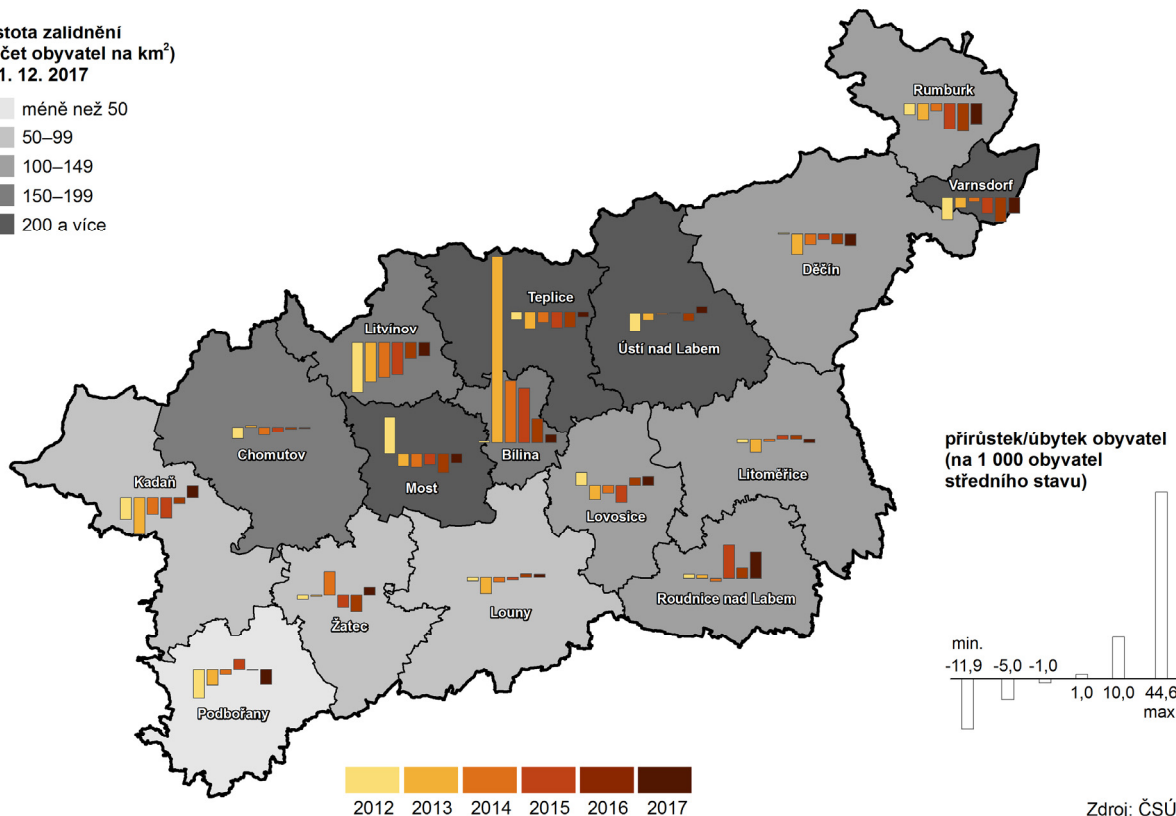 stota zalidnění
čet obyvatel na km²)
1. 12. 2017
méně než 50
50–99
100–149
150–199
200 a více
Rumburk
Varnsdorf
Děčín
Teplice
Ústí nad Labem
Litvínov
Chomutov
Most
Bílina
Litoměřice
Kadaň
Lovosice
Roudnice nad Labem
Louny
Žatec
Podbořany
přírůstek/úbytek obyvatel
(na 1 000 obyvatel
středního stavu)
min.
-11,9 -5,0 -1,0
1,0 10,0 44,6
max
2012 2013 2014 2015 2016 2017
Zdroj: ČSÚ